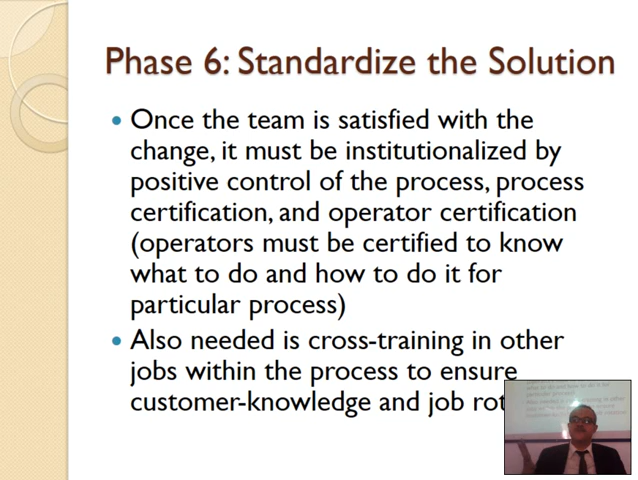 Phase 6: Standardize the Solution
Once the team is satisfied with the
change, it must be institutionalized by
positive control of the process, process
certification, and operator certification
(operators must be certified to know
what to do and how to do it for
particular process)
Also needed is cross-training in other
jobs within the process to ensure
customer-knowledge and job